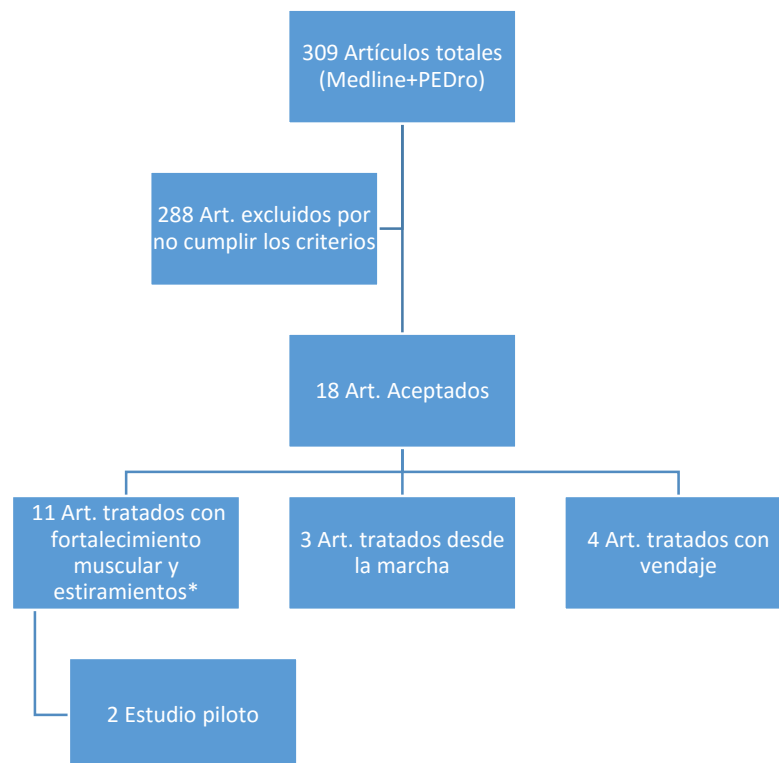 309 Artículos totales
(Medline+PEDro)
288 Art. excluidos por
no cumplir los criterios
18 Art. Aceptados
11 Art. tratados con
fortalecimiento
muscular y
estiramientos*
3 Art. tratados desde
la marcha
4 Art. tratados con
vendaje
2 Estudio piloto